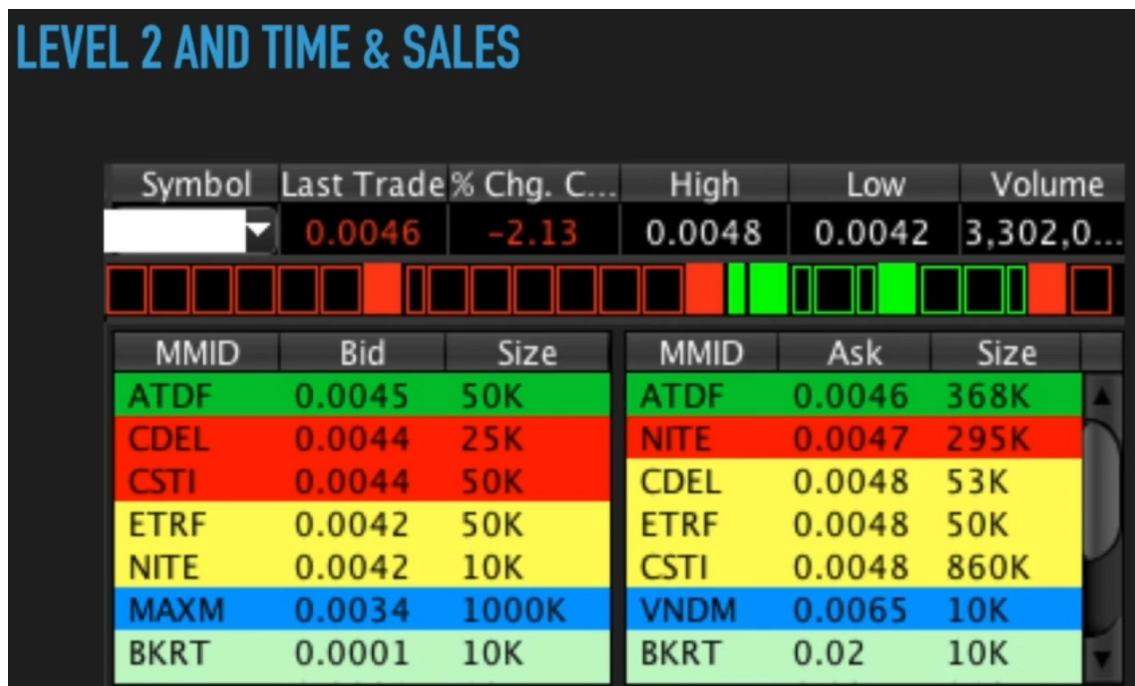 LEVEL 2 AND TIME & SALES
Symbol Last Trade % Chg. C... High Low Volume
0.0046 -2.13 0.0048 0.0042 3,302,0...
MMID Bid Size MMID Ask Size
ATDF 0.0045 50K ATDF 0.0046 368K
CDEL 0.0044 25K NITE 0.0047 295K
CSTI 0.0044 50K CDEL 0.0048 53K
ETRF 0.0042 50K ETRF 0.0048 50K
NITE 0.0042 10K CSTI 0.0048 860K
MAXM 0.0034 1000K VNDM 0.0065 10K
BKRT 0.0001 10K BKRT 0.02 10K